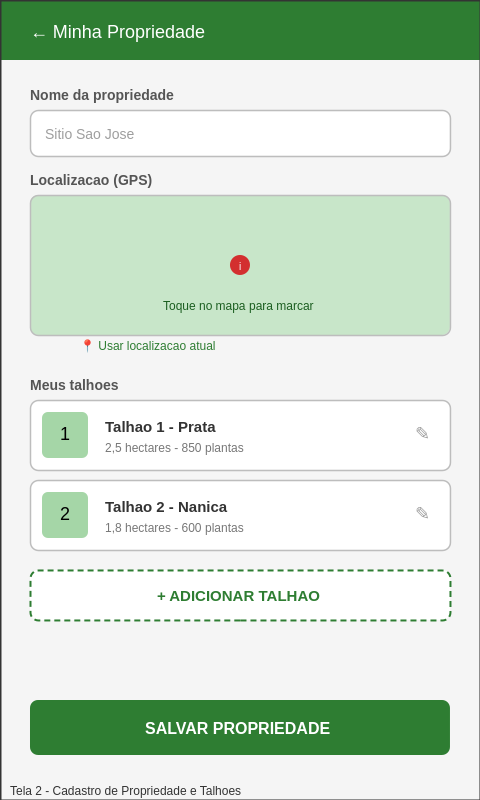 ← Minha Propriedade
Nome da propriedade
Sitio Sao Jose
Localizacao (GPS)
i
Toque no mapa para marcar
📍 Usar localizacao atual
Meus talhoes
1
Talhao 1 - Prata
2,5 hectares - 850 plantas
✎
2
Talhao 2 - Nanica
1,8 hectares - 600 plantas
✎
+ ADICIONAR TALHAO
SALVAR PROPRIEDADE
Tela 2 - Cadastro de Propriedade e Talhoes